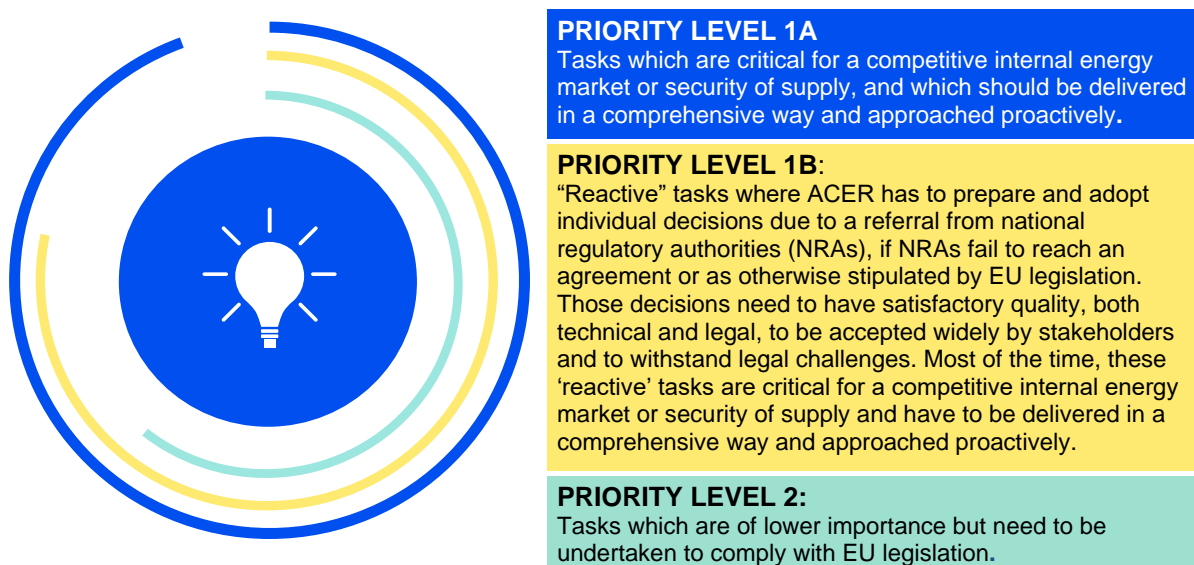 PRIORITY LEVEL 1A
Tasks which are critical for a competitive internal energy
market or security of supply, and which should be delivered
in a comprehensive way and approached proactively.
PRIORITY LEVEL 1B:
“Reactive” tasks where ACER has to prepare and adopt
individual decisions due to a referral from national
regulatory authorities (NRAs), if NRAs fail to reach an
agreement or as otherwise stipulated by EU legislation.
Those decisions need to have satisfactory quality, both
technical and legal, to be accepted widely by stakeholders
and to withstand legal challenges. Most of the time, these
‘reactive’ tasks are critical for a competitive internal energy
market or security of supply and have to be delivered in a
comprehensive way and approached proactively.
PRIORITY LEVEL 2:
Tasks which are of lower importance but need to be
undertaken to comply with EU legislation.